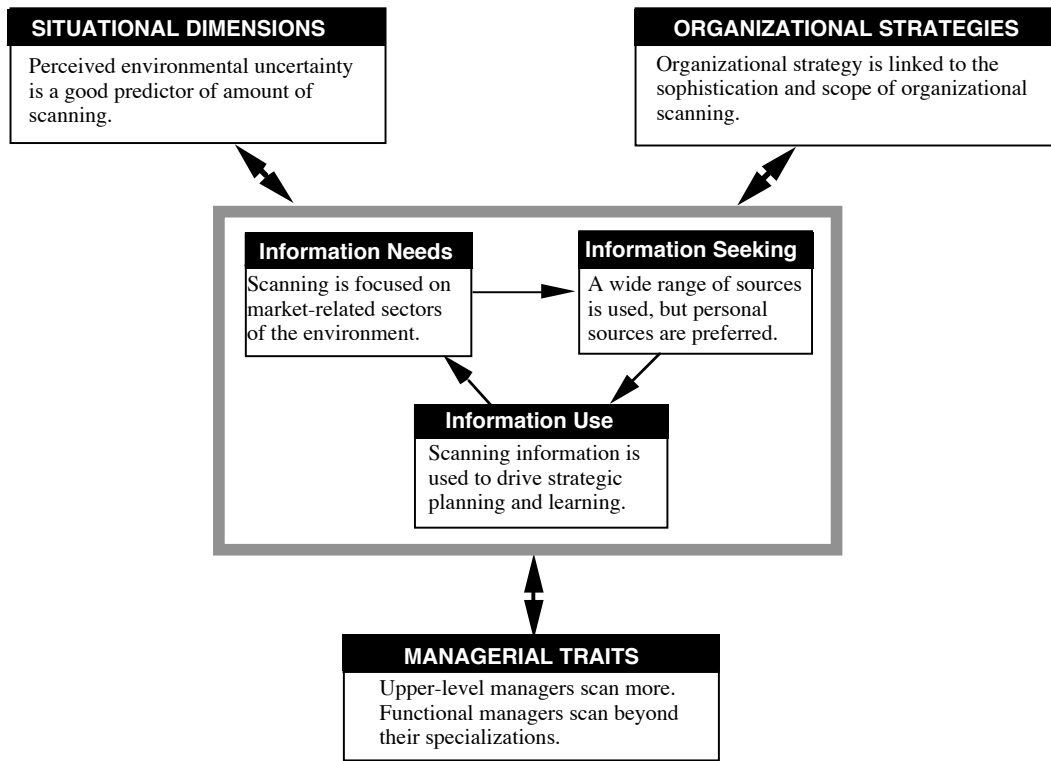 SITUATIONAL DIMENSIONS
Perceived environmental uncertainty
is a good predictor of amount of
scanning.
ORGANIZATIONAL STRATEGIES
Organizational strategy is linked to the
sophistication and scope of organizational
scanning.
Information Needs
Scanning is focused on
market-related sectors
of the environment.
Information Seeking
A wide range of sources
is used, but personal
sources are preferred.
Information Use
Scanning information is
used to drive strategic
planning and learning.
MANAGERIAL TRAITS
Upper-level managers scan more.
Functional managers scan beyond
their specializations.